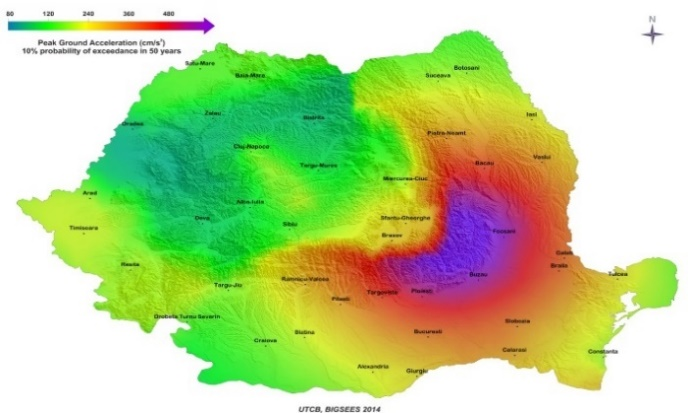 60 120 240 360 480
Peak Ground Acceleration (cm/s²)
10% probability of exceedance in 50 years
N
Satu-Mare
Baia-Mare
Botosani
Suceava
Zalau
Bistrita
Iasi
Oradea
Piatra-Neamt
Cluj-Napoca
Vaslui
Targu-Mures
Bacau
Miercurea-Ciuc
Arad
Alba-Iulia
Deva
Sfantu-Gheorghe
Timisoara
Sibiu
Focsani
Brasov
Galati
Resita
Braila
Tulcea
Buzau
Ramnicu-Valcea
Targu-Jiu
Targoviste
Ploiesti
Pitesti
Drobeta Turnu Severin
Slobozia
Slatina
Bucuresti
Craiova
Calarasi
Constanta
Alexandria
Giurgiu
UTCB, BIGSEES 2014